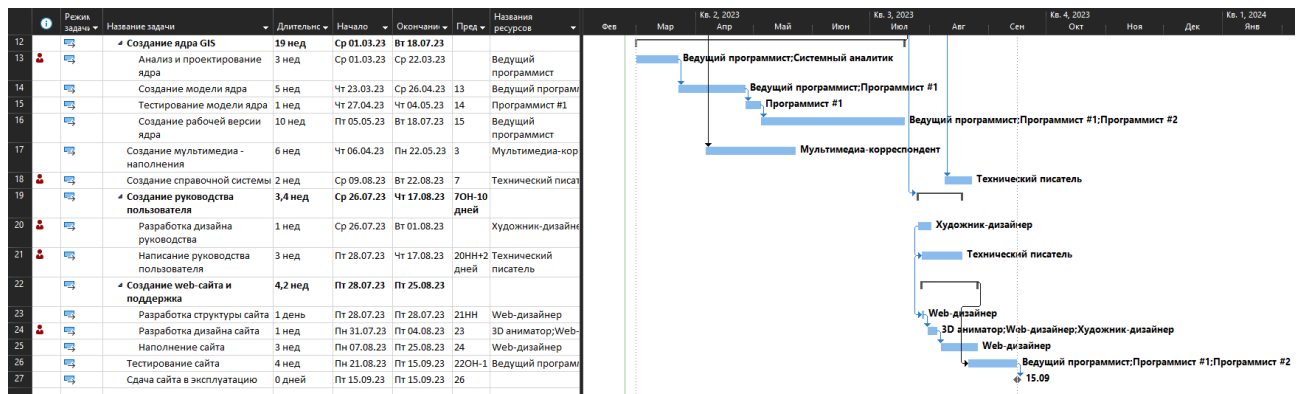 Режим задачи Название задачи Длительнс Начало Окончани Пред Названия ресурсов
Кв. 2, 2023 Кв. 3, 2023 Кв. 4, 2023 Кв. 1, 2024
Фев Мар Апр Май Июн Июл Авг Сен Окт Ноя Дек Янв
12 Создание ядра GIS 19 нед Ср 01.03.23 Вт 18.07.23
13 Анализ и проектирование ядра 3 нед Ср 01.03.23 Ср 22.03.23 Ведущий программист
Ведущий программист;Системный аналитик
14 Создание модели ядра 5 нед Чт 23.03.23 Ср 26.04.23 13 Ведущий програм
Ведущий программист;Программист #1
15 Тестирование модели ядра 1 нед Чт 27.04.23 Чт 04.05.23 14 Программист #1
Программист #1
16 Создание рабочей версии ядра 10 нед Пт 05.05.23 Вт 18.07.23 15 Ведущий программист
Ведущий программист;Программист #1;Программист #2
17 Создание мультимедиа - наполнения 6 нед Чт 06.04.23 Пн 22.05.23 3 Мультимедиа-кор
Мультимедиа-корреспондент
18 Создание справочной системы 2 нед Ср 09.08.23 Вт 22.08.23 7 Технический писат
Технический писатель
19 Создание руководства пользователя 3,4 нед Ср 26.07.23 Чт 17.08.23 7ОН-10 дней
20 Разработка дизайна руководства 1 нед Ср 26.07.23 Вт 01.08.23 Художник-дизайне
Художник-дизайнер
21 Написание руководства пользователя 3 нед Пт 28.07.23 Чт 17.08.23 20НН+2 дней Технический писатель
Технический писатель
22 Создание web-сайта и поддержка 4,2 нед Пт 28.07.23 Пт 25.08.23
23 Разработка структуры сайта 1 день Пт 28.07.23 Пт 28.07.23 21НН Web-дизайнер
Web-дизайнер
24 Разработка дизайна сайта 1 нед Пн 31.07.23 Пт 04.08.23 23 3D аниматор;Web-
3D аниматор;Web-дизайнер;Художник-дизайнер
25 Наполнение сайта 3 нед Пн 07.08.23 Пт 25.08.23 24 Web-дизайнер
Web-дизайнер
26 Тестирование сайта 4 нед Пн 21.08.23 Пт 15.09.23 22ОН-1 Ведущий програм
Ведущий программист;Программист #1;Программист #2
27 Сдача сайта в эксплуатацию 0 дней Пт 15.09.23 Пт 15.09.23 26
15.09